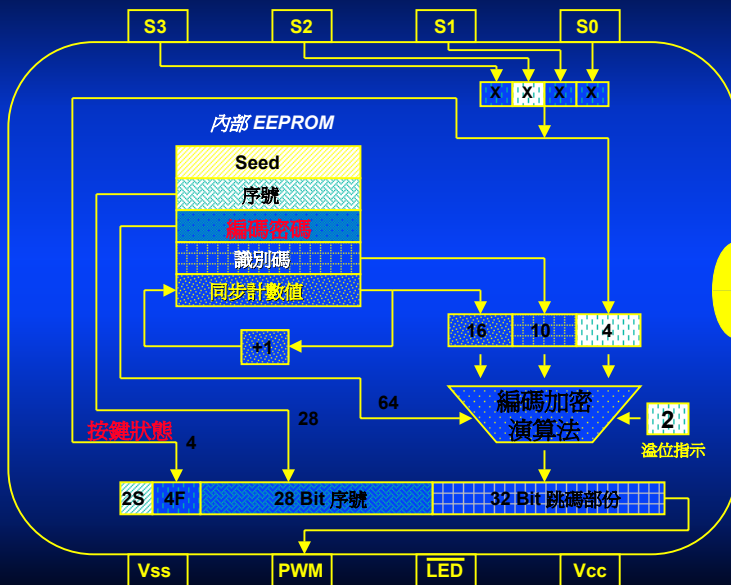 S3 S2 S1 S0
X X X X
內部 EEPROM
Seed
序號
編碼密碼
識別碼
同步計數值
+1
16 10 4
64
編碼加密
演算法
2
溢位指示
28
按鍵狀態 4
2S 4F 28 Bit 序號 32 Bit 跳碼部份
Vss PWM LED Vcc